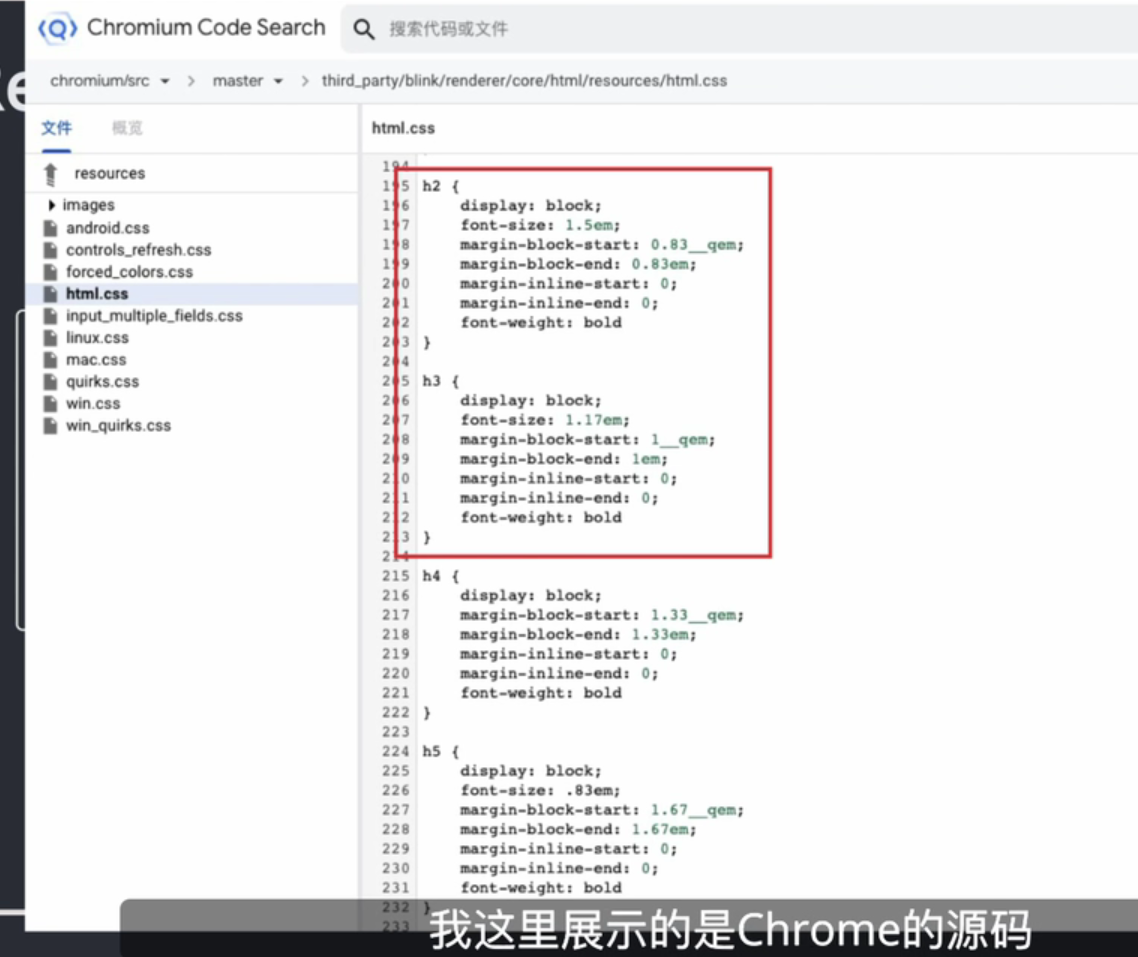 Re
Chromium Code Search
搜索代码或文件
chromium/src
master
third_party/blink/renderer/core/html/resources/html.css
文件
概览
html.css
resources
images
android.css
controls_refresh.css
forced_colors.css
html.css
input_multiple_fields.css
linux.css
mac.css
quirks.css
win.css
win_quirks.css
194
195 h2 {
196 display: block;
197 font-size: 1.5em;
198 margin-block-start: 0.83__qem;
199 margin-block-end: 0.83em;
200 margin-inline-start: 0;
201 margin-inline-end: 0;
202 font-weight: bold
203 }
204
205 h3 {
206 display: block;
207 font-size: 1.17em;
208 margin-block-start: 1__qem;
209 margin-block-end: 1em;
210 margin-inline-start: 0;
211 margin-inline-end: 0;
212 font-weight: bold
213 }
214
215 h4 {
216 display: block;
217 margin-block-start: 1.33__qem;
218 margin-block-end: 1.33em;
219 margin-inline-start: 0;
220 margin-inline-end: 0;
221 font-weight: bold
222 }
223
224 h5 {
225 display: block;
226 font-size: .83em;
227 margin-block-start: 1.67__qem;
228 margin-block-end: 1.67em;
229 margin-inline-start: 0;
230 margin-inline-end: 0;
231 font-weight: bold
232 }
233
我这里展示的是Chrome的源码